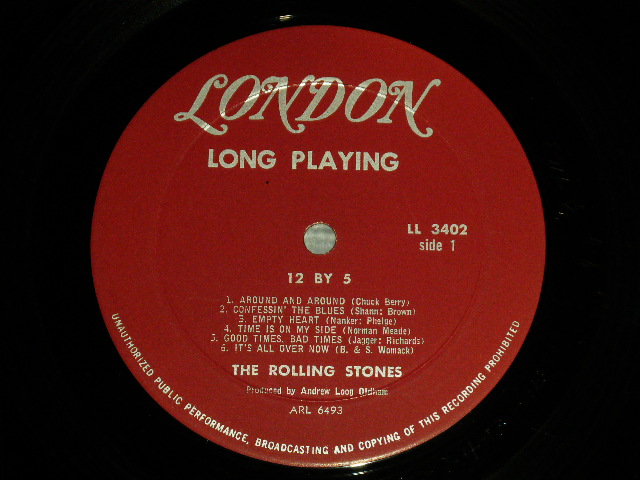 LONDON
LONG PLAYING
LL 3402
side 1
12 BY 5
1. AROUND AND AROUND (Chuck Berry)
2. CONFESSIN' THE BLUES (Shann: Brown)
3. EMPTY HEART (Nanker: Phelge)
4. TIME IS ON MY SIDE (Norman Meade)
5. GOOD TIMES, BAD TIMES (Jagger: Richards)
6. IT'S ALL OVER NOW (B. & S. Womack)
THE ROLLING STONES
Produced by Andrew Loog Oldham
ARL 6493
UNAUTHORIZED PUBLIC PERFORMANCE, BROADCASTING AND COPYING OF THIS RECORDING PROHIBITED